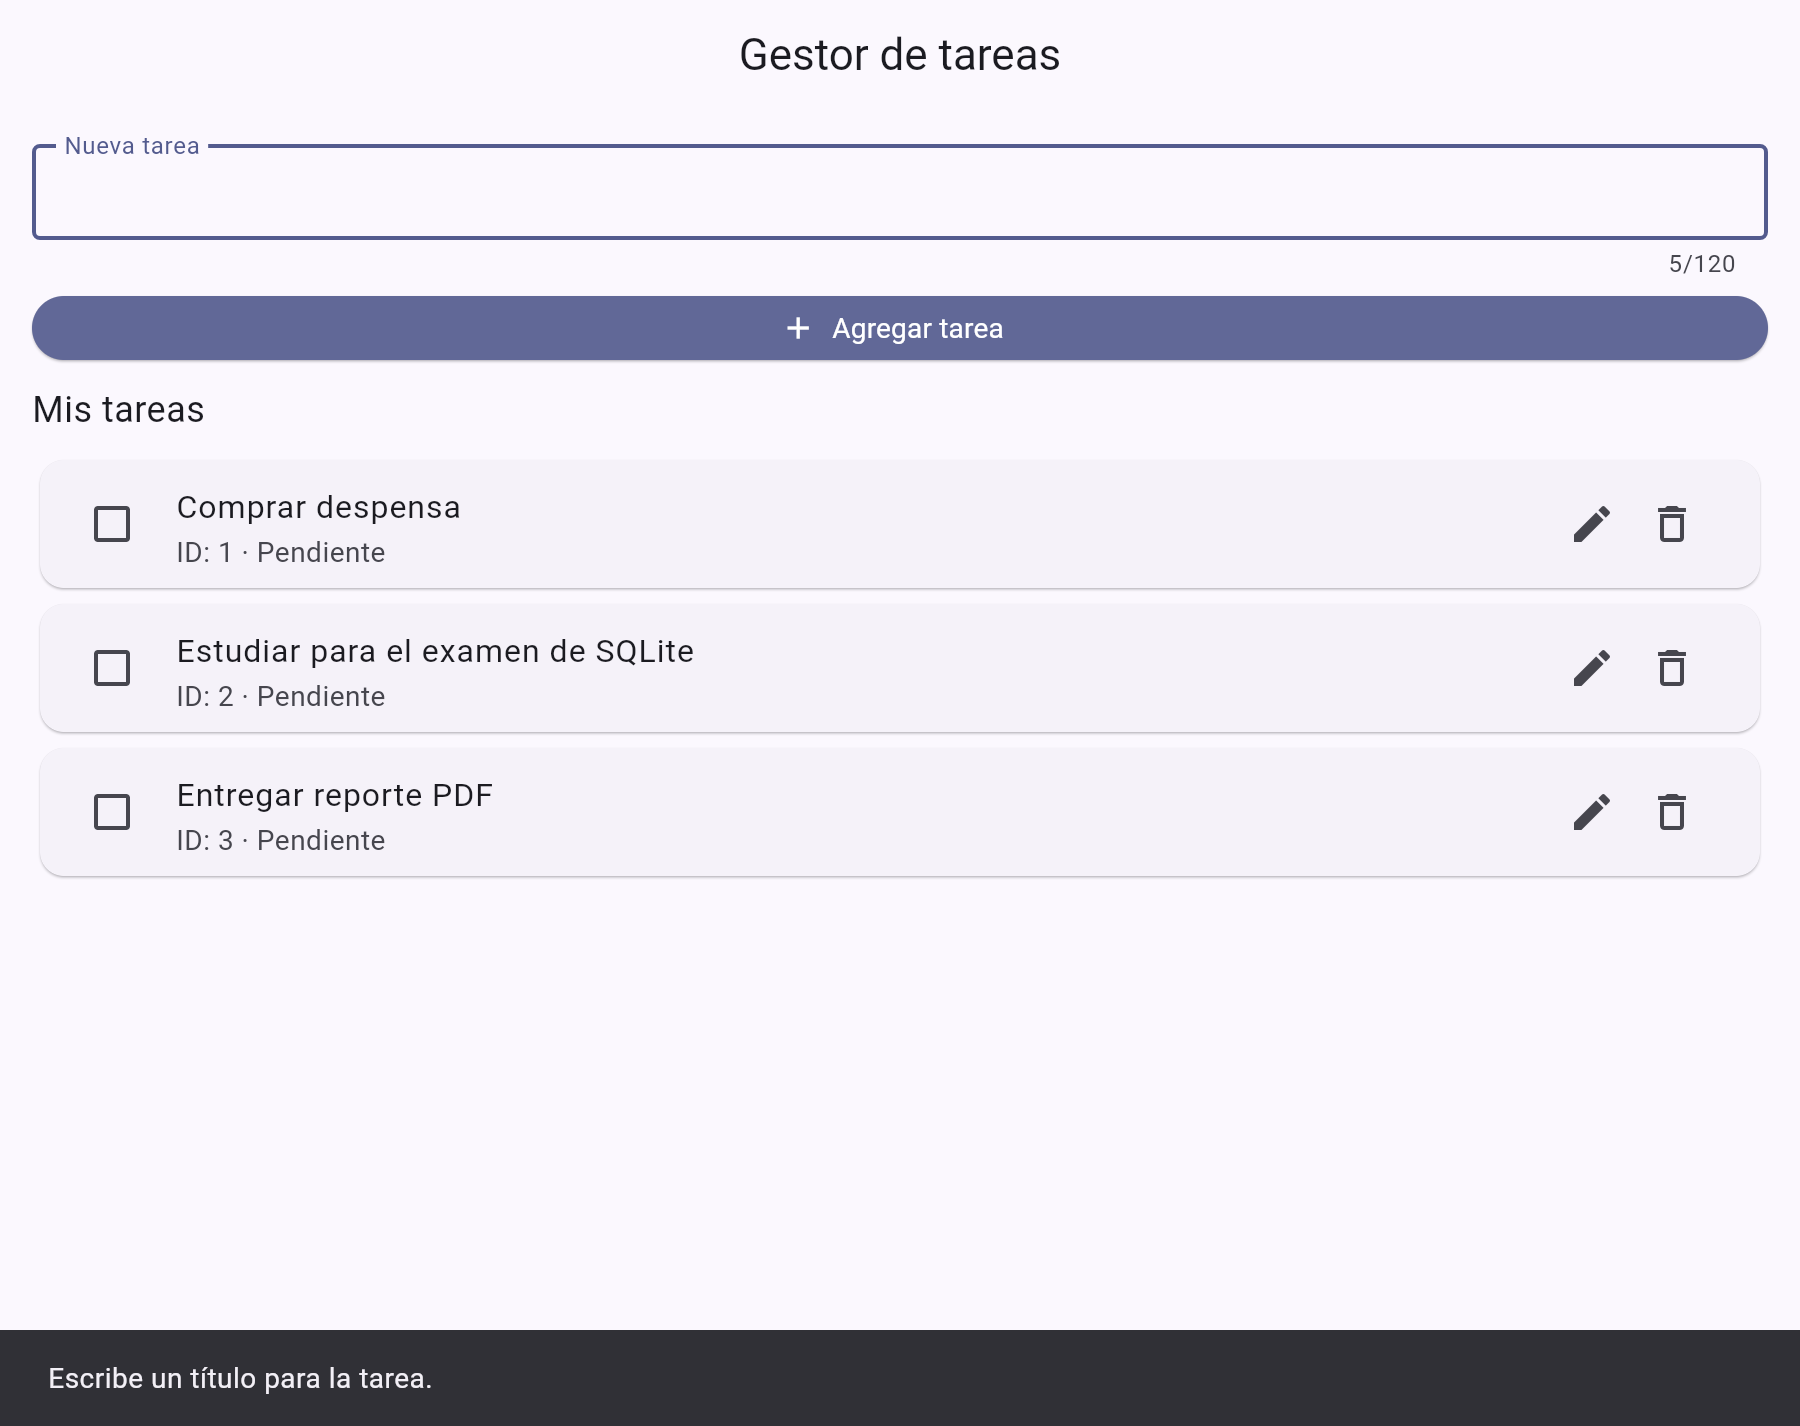 Gestor de tareas
Nueva tarea
5/120
Agregar tarea
Mis tareas
Comprar despensa
ID: 1 · Pendiente
Estudiar para el examen de SQLite
ID: 2 · Pendiente
Entregar reporte PDF
ID: 3 · Pendiente
Escribe un título para la tarea.